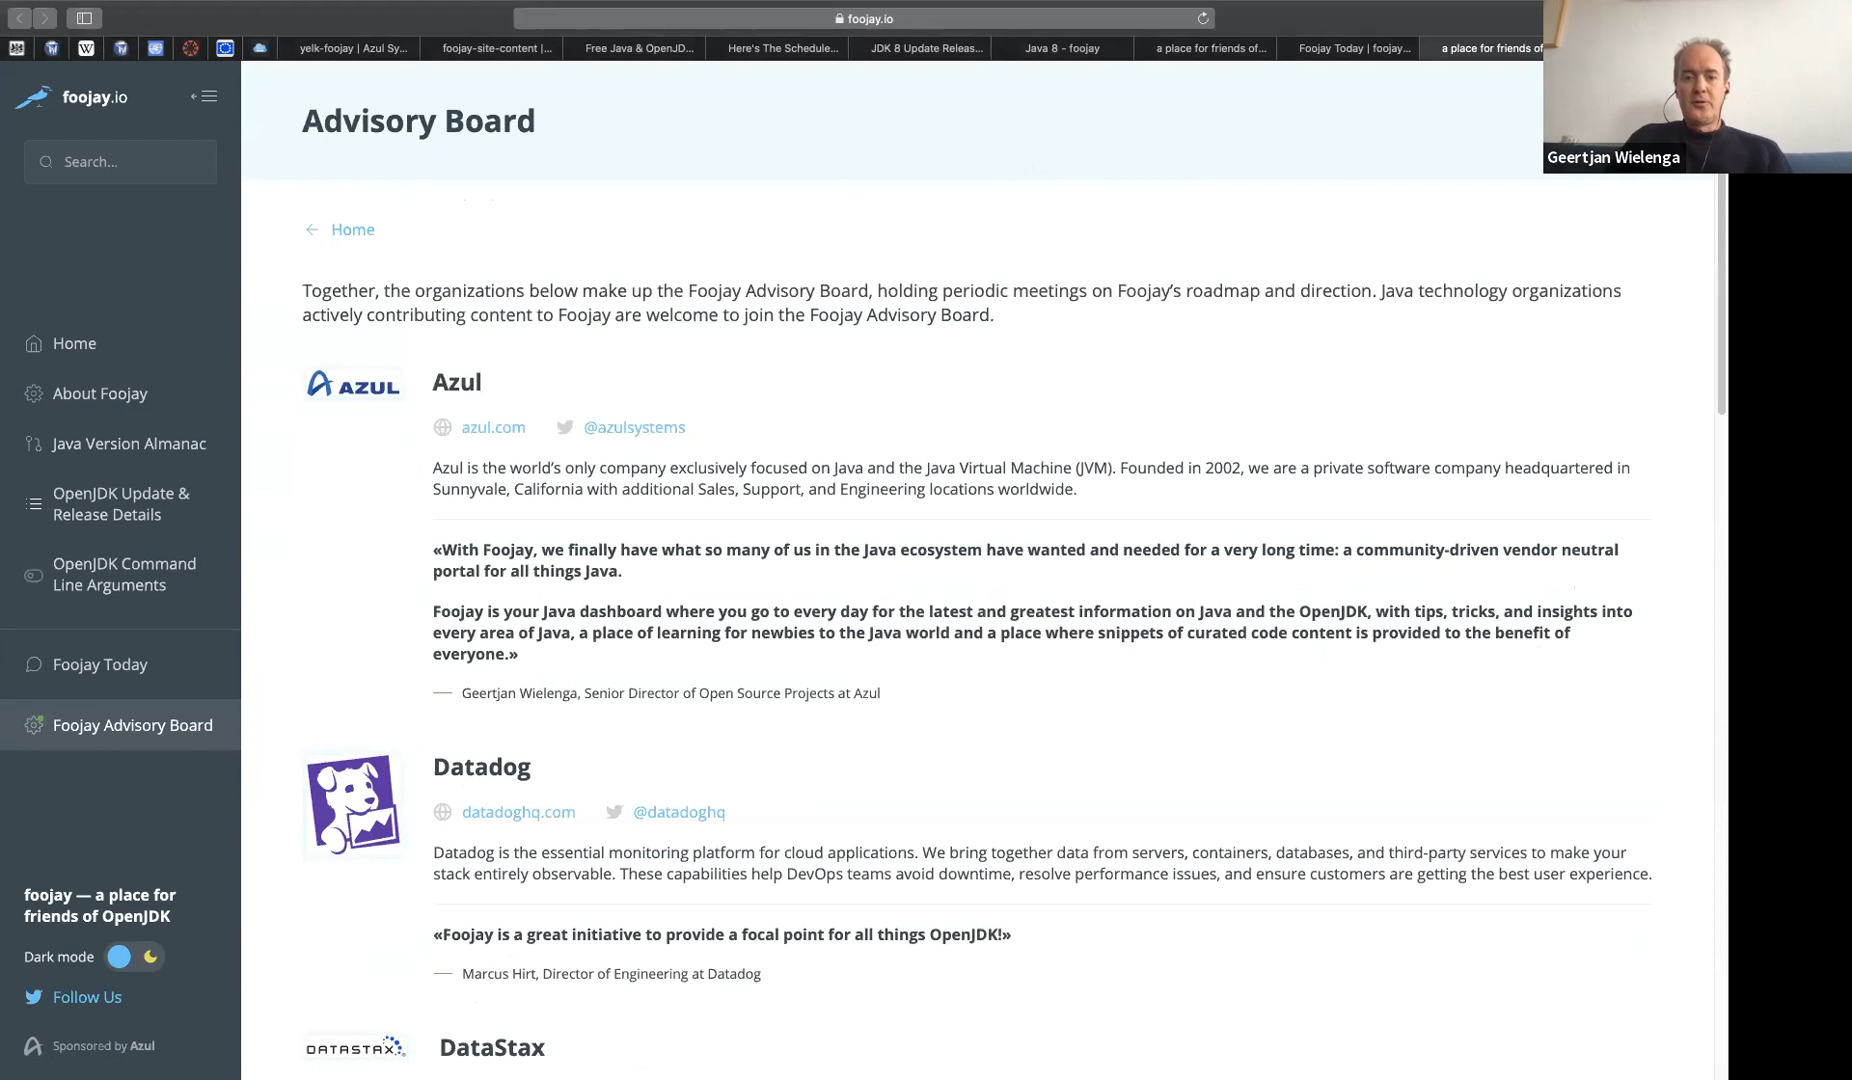 foojay.io
yelk-foojay | Azul Sy...
foojay-site-content |...
Free Java & OpenJD...
Here's The Schedule...
JDK 8 Update Releas...
Java 8 - foojay
a place for friends of...
Foojay Today | foojay...
a place for friends of
Geertjan Wielenga
foojay.io
Search...
Home
About Foojay
Java Version Almanac
OpenJDK Update &
Release Details
OpenJDK Command
Line Arguments
Foojay Today
Foojay Advisory Board
foojay — a place for
friends of OpenJDK
Dark mode
Follow Us
Sponsored by Azul
Advisory Board
← Home
Together, the organizations below make up the Foojay Advisory Board, holding periodic meetings on Foojay's roadmap and direction. Java technology organizations
actively contributing content to Foojay are welcome to join the Foojay Advisory Board.
AZUL
Azul
azul.com @azulsystems
Azul is the world's only company exclusively focused on Java and the Java Virtual Machine (JVM). Founded in 2002, we are a private software company headquartered in
Sunnyvale, California with additional Sales, Support, and Engineering locations worldwide.
«With Foojay, we finally have what so many of us in the Java ecosystem have wanted and needed for a very long time: a community-driven vendor neutral
portal for all things Java.
Foojay is your Java dashboard where you go to every day for the latest and greatest information on Java and the OpenJDK, with tips, tricks, and insights into
every area of Java, a place of learning for newbies to the Java world and a place where snippets of curated code content is provided to the benefit of
everyone.»
— Geertjan Wielenga, Senior Director of Open Source Projects at Azul
Datadog
datadoghq.com @datadoghq
Datadog is the essential monitoring platform for cloud applications. We bring together data from servers, containers, databases, and third-party services to make your
stack entirely observable. These capabilities help DevOps teams avoid downtime, resolve performance issues, and ensure customers are getting the best user experience.
«Foojay is a great initiative to provide a focal point for all things OpenJDK!»
— Marcus Hirt, Director of Engineering at Datadog
DATASTAX
DataStax